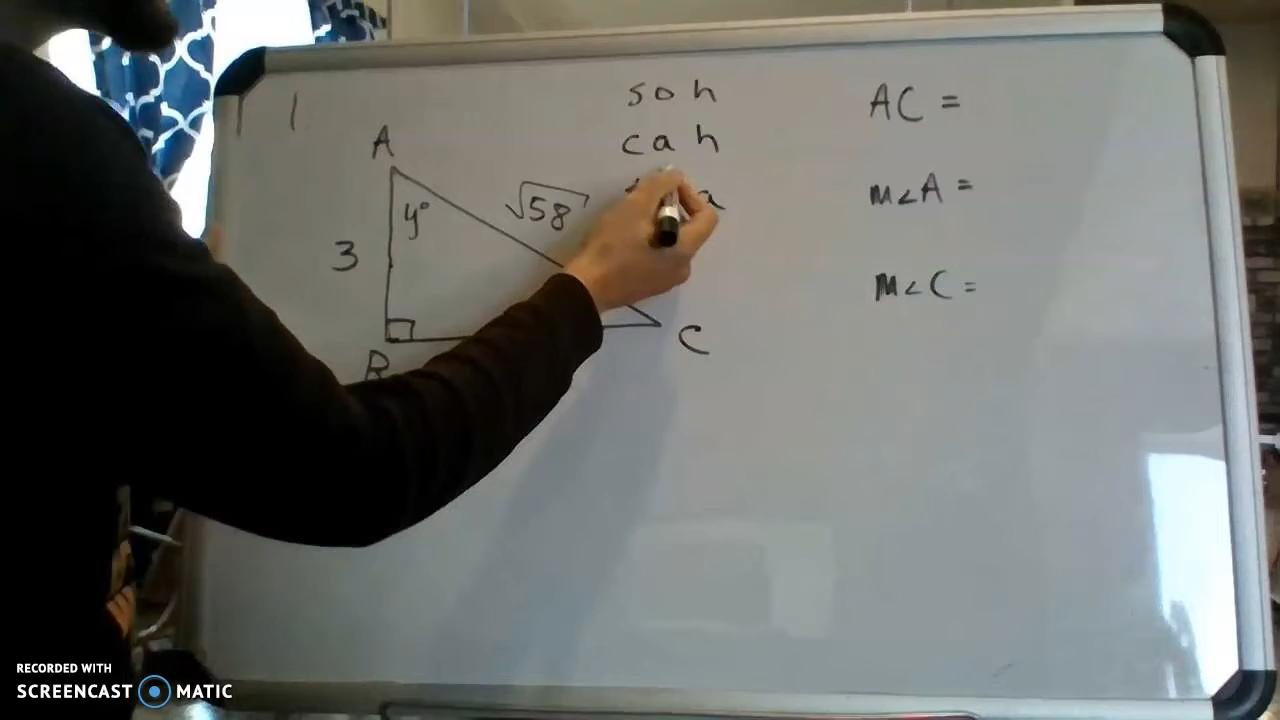 1
A
y°
√58
3
B
C
soh
cah
a
AC =
m<A =
m<C =
RECORDED WITH
SCREENCAST MATIC